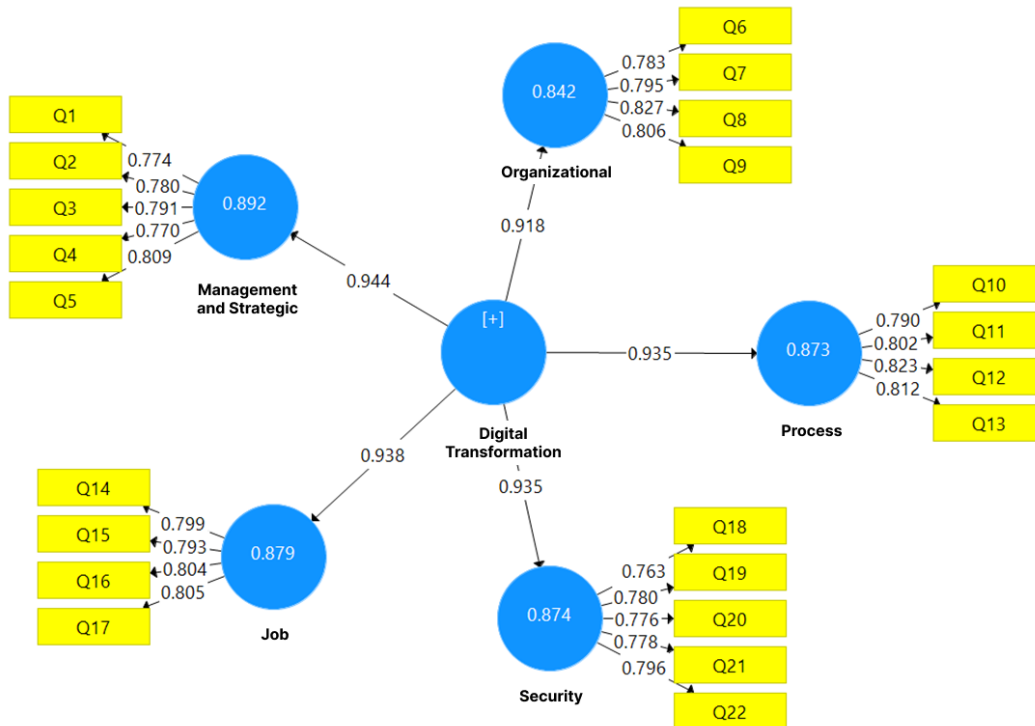 Q1
Q2
Q3
Q4
Q5
0.774
0.780
0.791
0.770
0.809
0.892
Management
and Strategic
0.944
Q6
Q7
Q8
Q9
0.783
0.795
0.827
0.806
0.842
Organizational
0.918
[+]
Digital
Transformation
0.935
0.873
Process
0.790
0.802
0.823
0.812
Q10
Q11
Q12
Q13
0.938
Q14
Q15
Q16
Q17
0.799
0.793
0.804
0.805
0.879
Job
0.935
0.874
Security
0.763
0.780
0.776
0.778
0.796
Q18
Q19
Q20
Q21
Q22